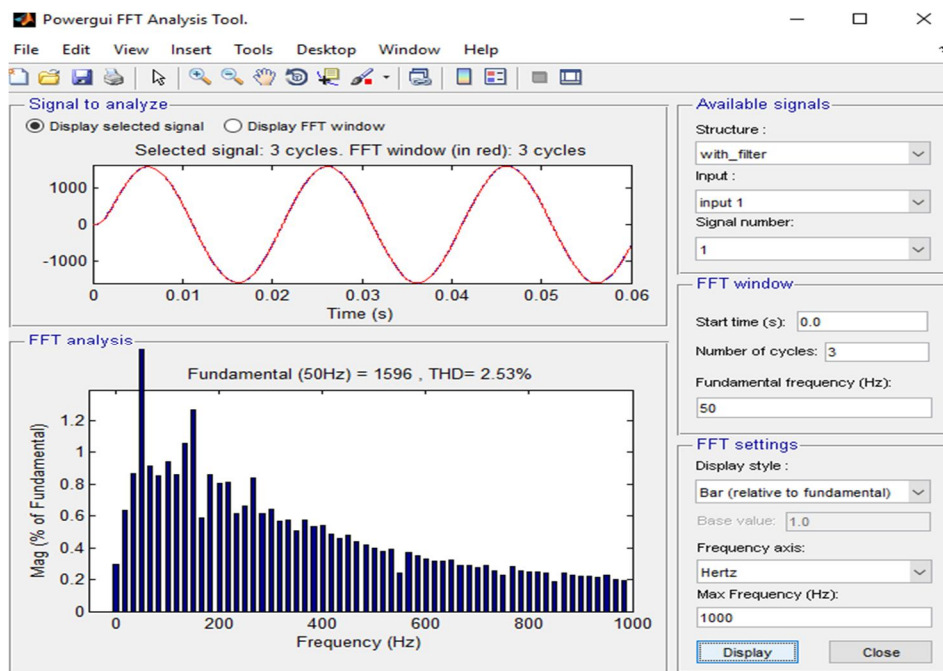 Powergui FFT Analysis Tool.
File Edit View Insert Tools Desktop Window Help
Signal to analyze
Display selected signal Display FFT window
Selected signal: 3 cycles. FFT window (in red): 3 cycles
1000
0
-1000
0 0.01 0.02 0.03 0.04 0.05 0.06
Time (s)
FFT analysis
Fundamental (50Hz) = 1596 , THD= 2.53%
Mag (% of Fundamental)
1.2
1
0.8
0.6
0.4
0.2
0
0 200 400 600 800 1000
Frequency (Hz)
Available signals
Structure :
with_filter
Input :
input 1
Signal number:
1
FFT window
Start time (s): 0.0
Number of cycles: 3
Fundamental frequency (Hz):
50
FFT settings
Display style :
Bar (relative to fundamental)
Base value: 1.0
Frequency axis:
Hertz
Max Frequency (Hz):
1000
Display Close